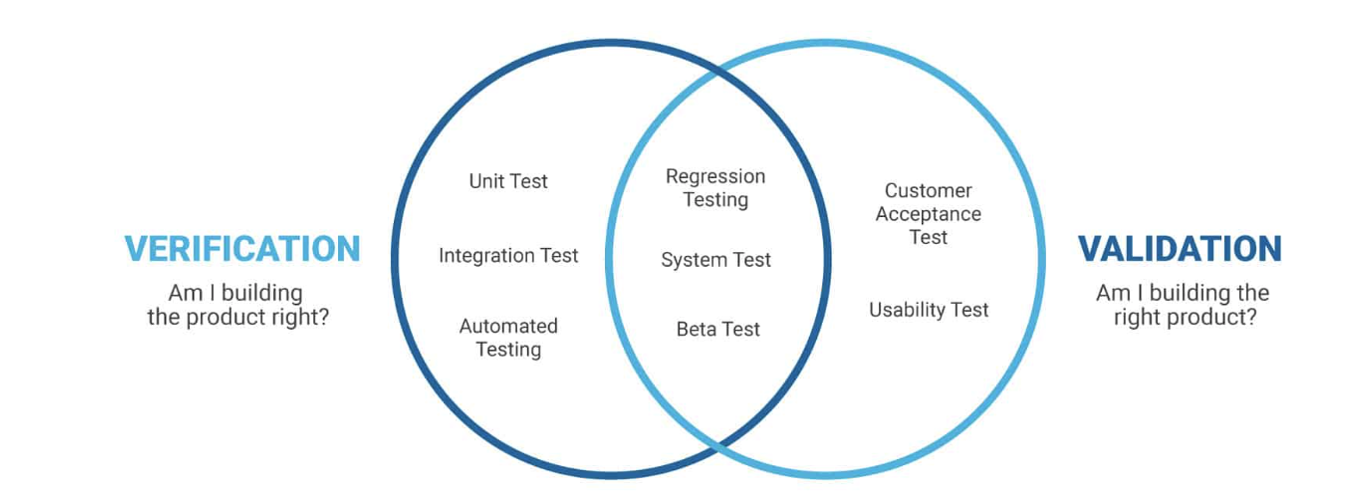 VERIFICATION
Am I building
the product right?
Unit Test
Integration Test
Automated
Testing
Regression
Testing
System Test
Beta Test
Customer
Acceptance
Test
Usability Test
VALIDATION
Am I building the
right product?